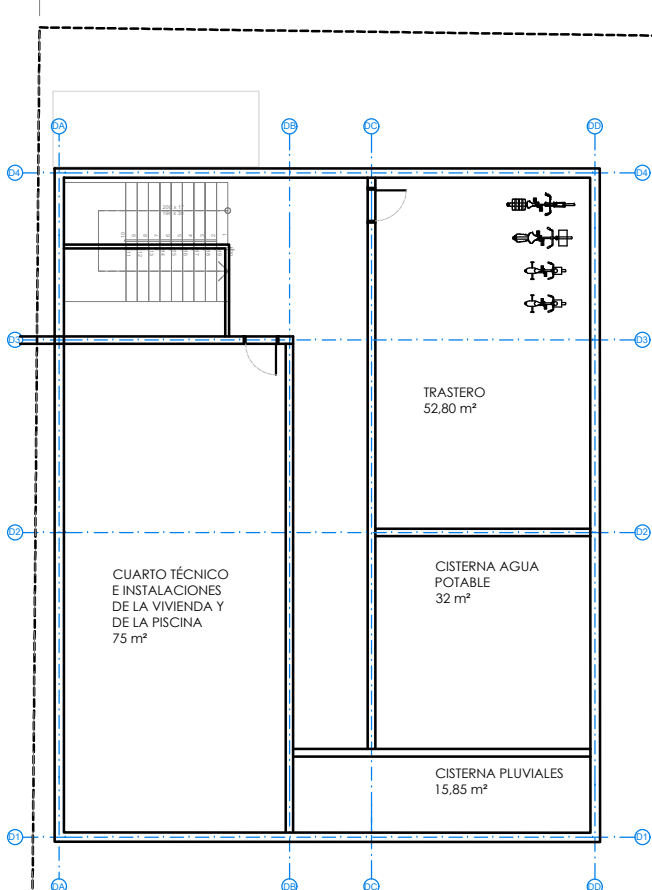 DA DB DC DD
D4 D4
D3 D3
TRASTERO
52,80 m²
D2 D2
CISTERNA AGUA
POTABLE
32 m²
CUARTO TÉCNICO
E INSTALACIONES
DE LA VIVIENDA Y
DE LA PISCINA
75 m²
CISTERNA PLUVIALES
15,85 m²
D1 D1
DA DB DC DD